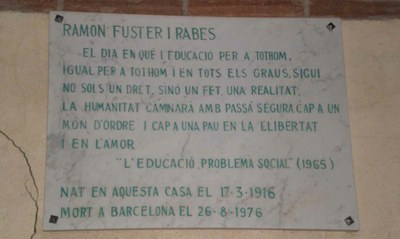 RAMON FUSTER I RABES
EL DIA EN QUE L'EDUCACIÓ PER A TOTHOM,
IGUAL PER A TOTHOM I EN TOTS ELS GRAUS, SIGUI
NO SOLS UN DRET, SINÓ UN FET, UNA REALITAT,
LA HUMANITAT CAMINARÀ AMB PASSA SEGURA CAP A UN
MÓN D'ORDRE I CAP A UNA PAU EN LA LLIBERTAT
I EN L'AMOR
"L'EDUCACIÓ, PROBLEMA SOCIAL" (1965)
NAT EN AQUESTA CASA EL 17-3-1916
MORT A BARCELONA EL 26-8-1976